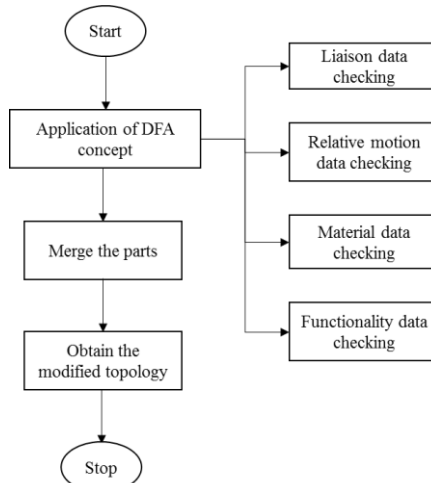 Start
Application of DFA
concept
Merge the parts
Obtain the
modified topology
Stop
Liaison data
checking
Relative motion
data checking
Material data
checking
Functionality data
checking